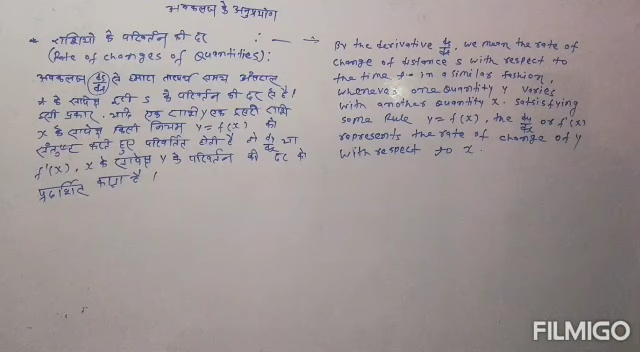 अवकलज के अनुप्रयोग
* राशियों के परिवर्तन की दर : — →
(Rate of changes of Quantities):
अवकलज (ds/dt) से हमारा तात्पर्य समय अंतराल
t के सापेक्ष दूरी s के परिवर्तन की दर से है।
इसी प्रकार, यदि एक राशि y एक दूसरी राशि
x के सापेक्ष किसी नियम y = f(x) को
संतुष्ट करते हुए परिवर्तित होती है तो dy/dx या
f'(x), x के सापेक्ष y के परिवर्तन की दर को
प्रदर्शित करता है।
By the derivative ds/dt, we mean the rate of
change of distance s with respect to
the time t. In a similar fashion,
whenever one quantity y varies
with another quantity x. satsisfying
some Rule y = f(x), the dy/dx or f'(x)
represents the rate of change of y
with respect to x.
FILMIGO